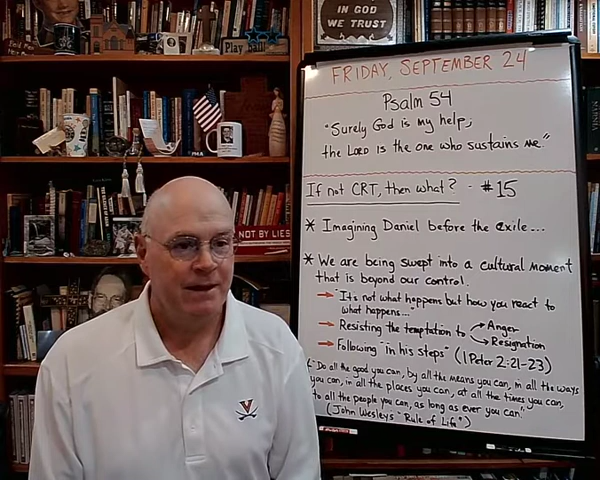 IN GOD
WE TRUST
Play Ball
NOT BY LIES
FRIDAY, SEPTEMBER 24
Psalm 54
"Surely God is my help;
the LORD is the one who sustains me."
If not CRT, then what? - #15
* Imagining Daniel before the exile...
* We are being swept into a cultural moment
that is beyond our control.
→ It's not what happens but how you react to
what happens...
→ Resisting the temptation to → Anger
→ Resignation
→ Following "in his steps" (1 Peter 2:21-23)
"Do all the good you can, by all the means you can, in all the ways
you can, in all the places you can, at all the times you can,
to all the people you can, as long as ever you can."
(John Wesley's "Rule of Life")